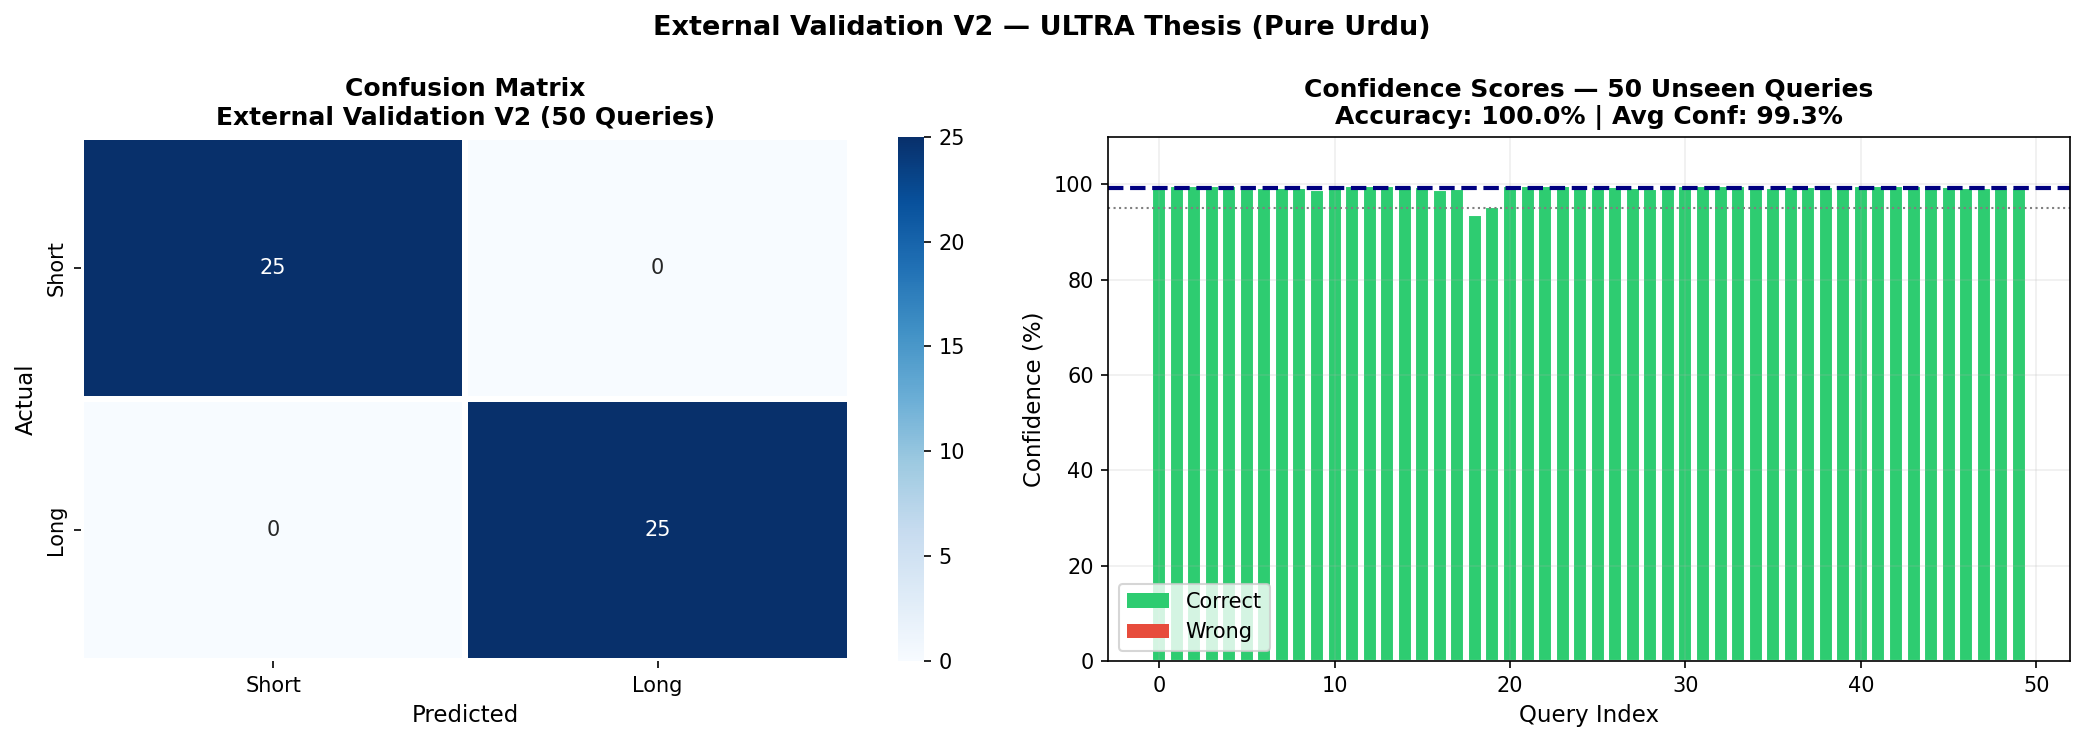 External Validation V2 — ULTRA Thesis (Pure Urdu)
Confusion Matrix
External Validation V2 (50 Queries)
Short
25
0
Long
0
25
Actual
Short
Long
Predicted
25
20
15
10
5
0
Confidence Scores — 50 Unseen Queries
Accuracy: 100.0% | Avg Conf: 99.3%
Confidence (%)
100
80
60
40
20
0
Correct
Wrong
0
10
20
30
40
50
Query Index